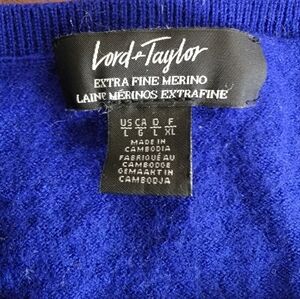 Lord & Taylor
EXTRA FINE MERINO
LAINE MÉRINOS EXTRAFINE
US CA D F
L G L XL
MADE IN
CAMBODIA
FABRIQUÉ AU
CAMBODGE
GEMAAKT IN
CAMBODJA